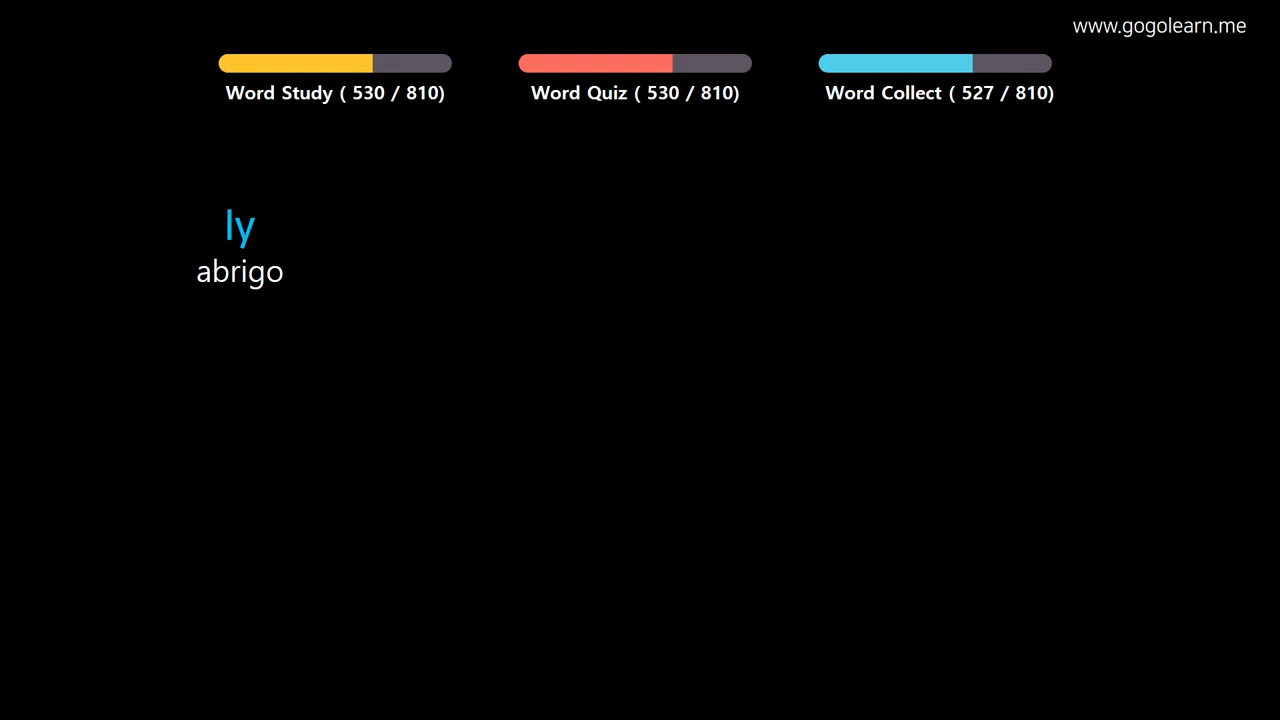 www.gogolearn.me
Word Study ( 530 / 810)
Word Quiz ( 530 / 810)
Word Collect ( 527 / 810)
ly
abrigo